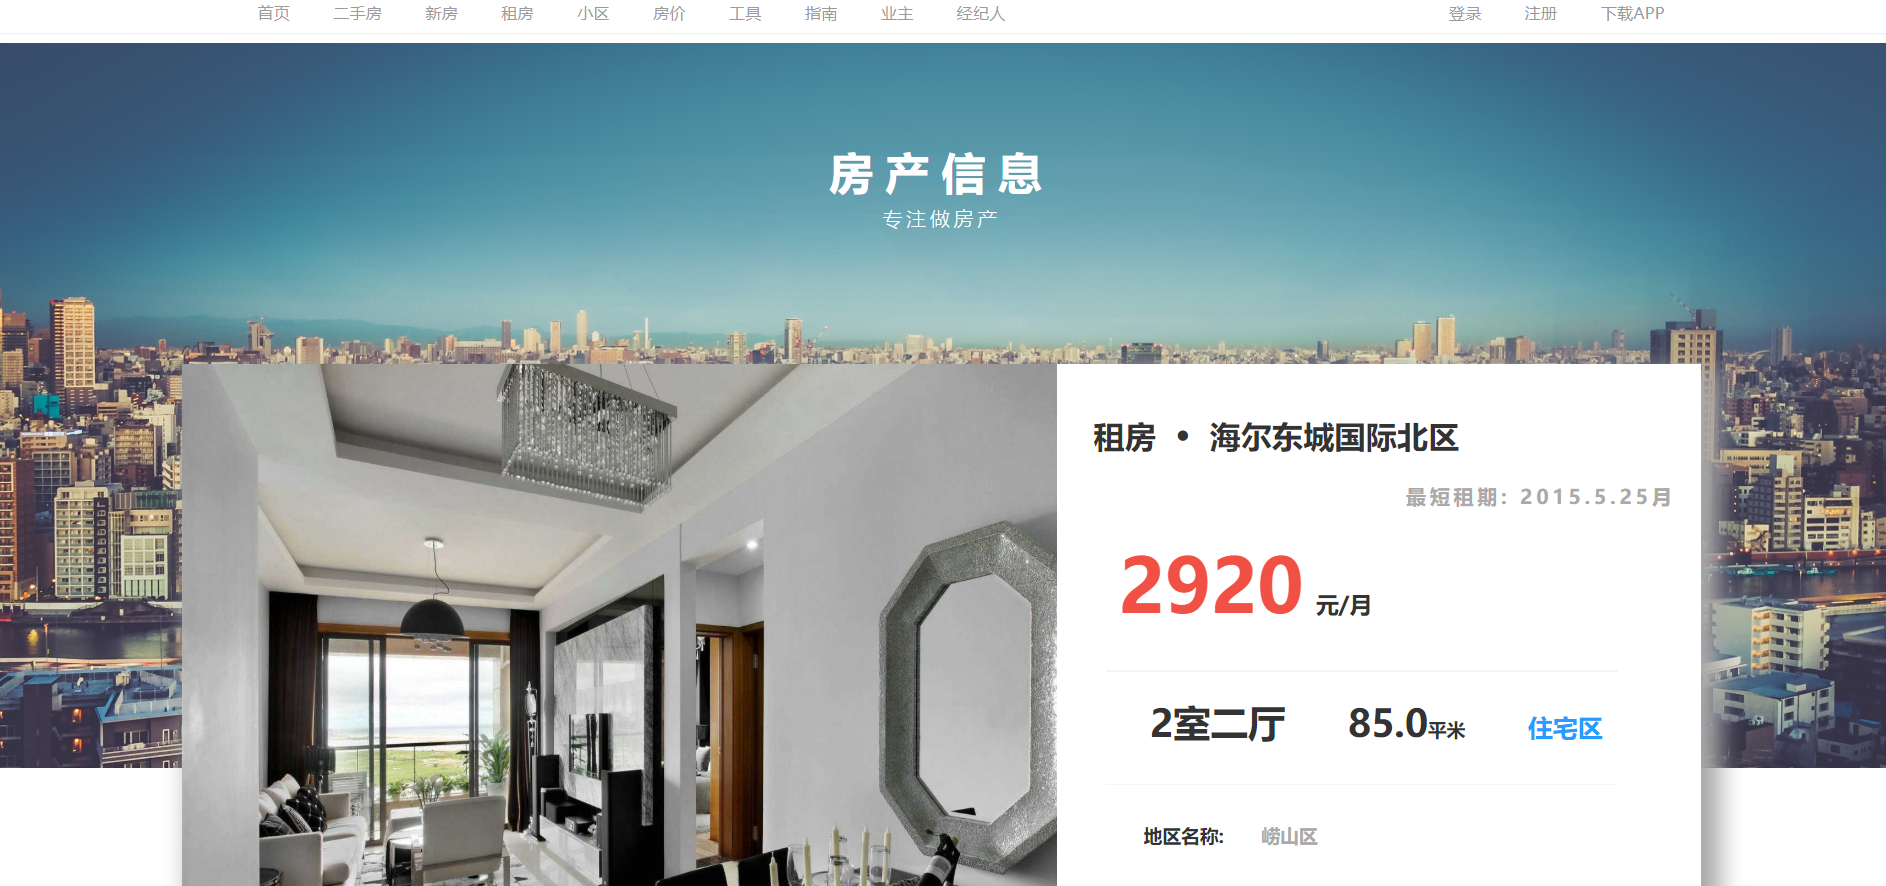 首页 二手房 新房 租房 小区 房价 工具 指南 业主 经纪人 登录 注册 下载APP
房产信息
专注做房产
租房 • 海尔东城国际北区
最短租期: 2015.5.25月
2920 元/月
2室二厅 85.0平米 住宅区
地区名称: 崂山区